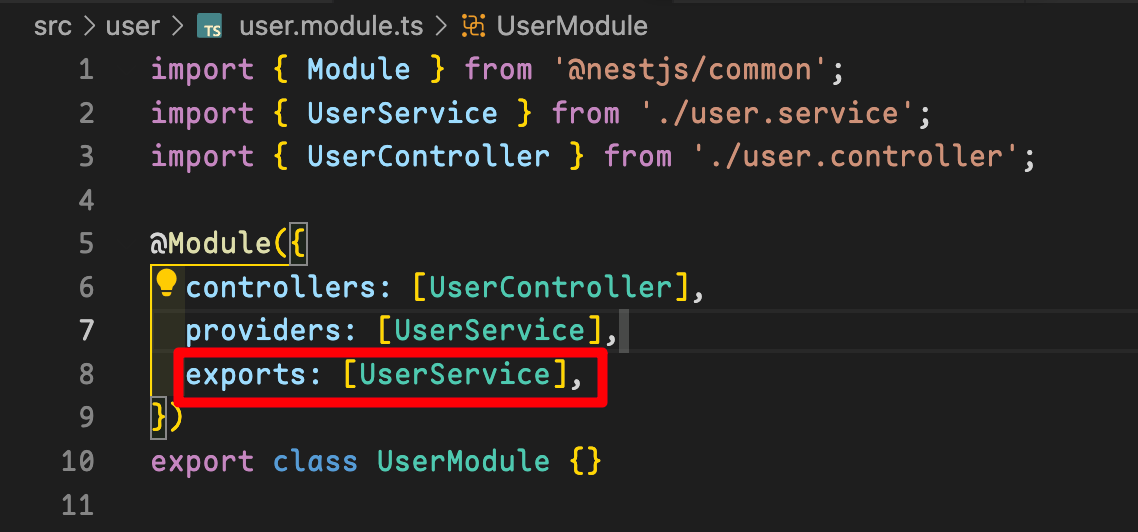 src > user > TS user.module.ts > UserModule
1 import { Module } from '@nestjs/common';
2 import { UserService } from './user.service';
3 import { UserController } from './user.controller';
4
5 @Module({
6 controllers: [UserController],
7 providers: [UserService],
8 exports: [UserService],
9 })
10 export class UserModule {}
11